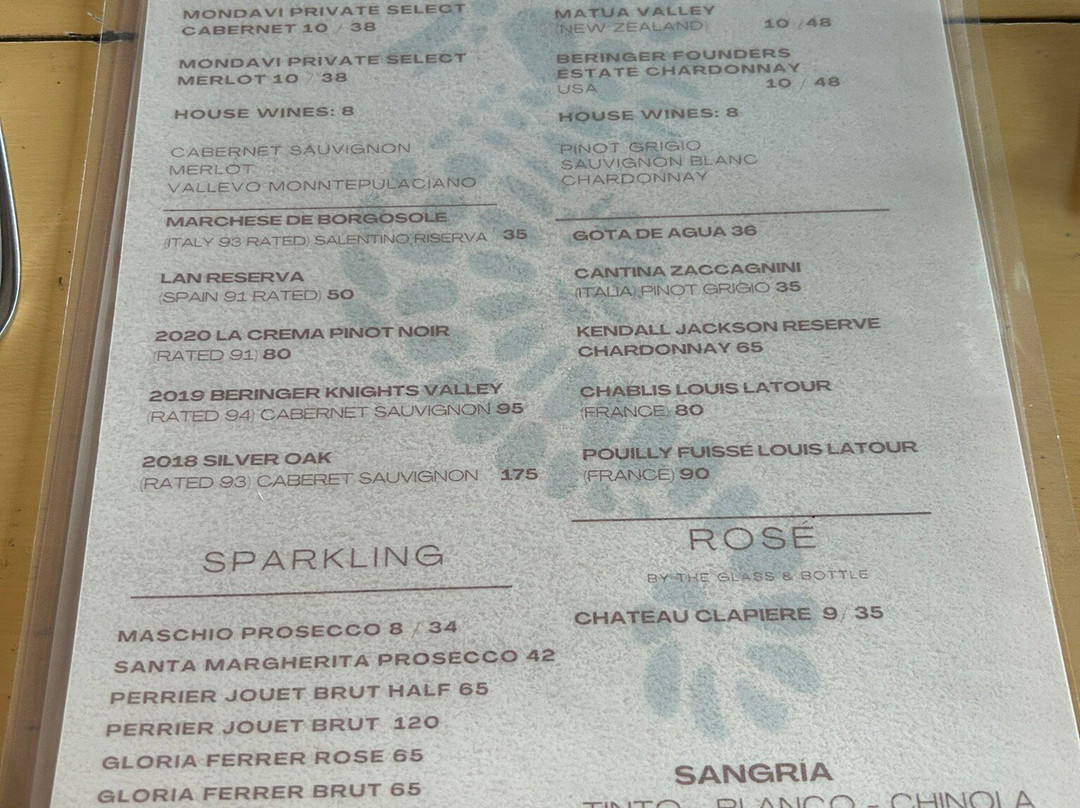 MONDAVI PRIVATE SELECT
CABERNET 10 / 38
MONDAVI PRIVATE SELECT
MERLOT 10 / 38
HOUSE WINES: 8
CABERNET SAUVIGNON
MERLOT
VALLEVO MONNTEPULACIANO
MARCHESE DE BORGOSOLE
(ITALY 93 RATED) SALENTINO RISERVA 35
LAN RESERVA
(SPAIN 91 RATED) 50
2020 LA CREMA PINOT NOIR
(RATED 91) 80
2019 BERINGER KNIGHTS VALLEY
(RATED 94) CABERNET SAUVIGNON 95
2018 SILVER OAK
(RATED 93) CABERET SAUVIGNON 175
SPARKLING
MASCHIO PROSECCO 8 / 34
SANTA MARGHERITA PROSECCO 42
PERRIER JOUET BRUT HALF 65
PERRIER JOUET BRUT 120
GLORIA FERRER ROSE 65
GLORIA FERRER BRUT 65
MATUA VALLEY
(NEW ZEALAND) 10 / 48
BERINGER FOUNDERS
ESTATE CHARDONNAY
USA 10 / 48
HOUSE WINES: 8
PINOT GRIGIO
SAUVIGNON BLANC
CHARDONNAY
GOTA DE AGUA 36
CANTINA ZACCAGNINI
(ITALIA) PINOT GRIGIO 35
KENDALL JACKSON RESERVE
CHARDONNAY 65
CHABLIS LOUIS LATOUR
(FRANCE) 80
POUILLY FUISSÉ LOUIS LATOUR
(FRANCE) 90
ROSÉ
BY THE GLASS & BOTTLE
CHATEAU CLAPIERE 9/ 35
SANGRÍA
TINTO - BLANCO - CHINOLA